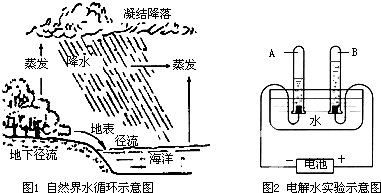 凝结降落
蒸发
降水
蒸发
地表
径流
地下径流
海洋
图1 自然界水循环示意图
A
B
水
− 电池 +
图2 电解水实验示意图